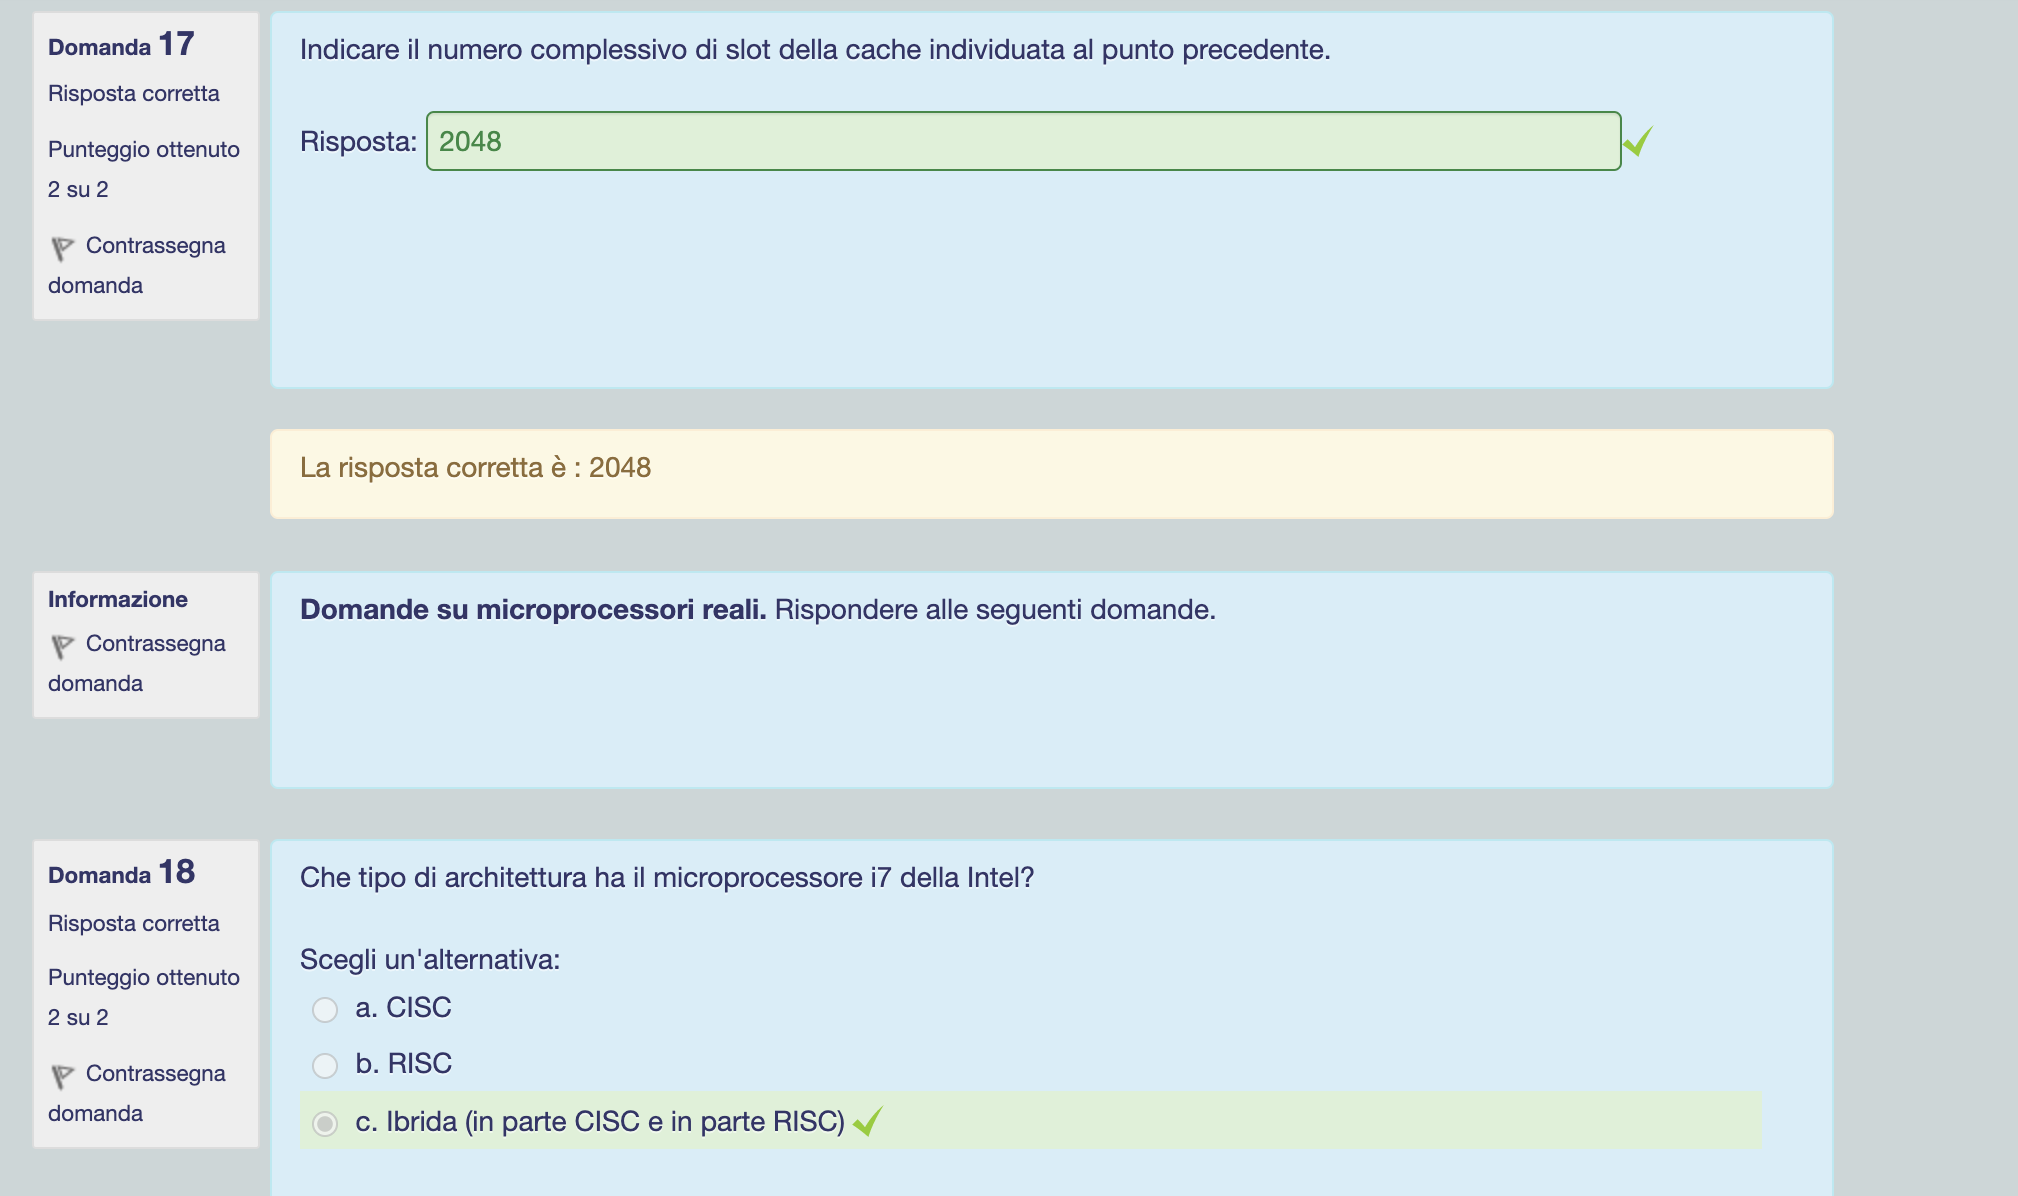 Domanda 17
Risposta corretta
Punteggio ottenuto
2 su 2
Contrassegna
domanda
Indicare il numero complessivo di slot della cache individuata al punto precedente.
Risposta: 2048
La risposta corretta è : 2048
Informazione
Contrassegna
domanda
Domande su microprocessori reali. Rispondere alle seguenti domande.
Domanda 18
Risposta corretta
Punteggio ottenuto
2 su 2
Contrassegna
domanda
Che tipo di architettura ha il microprocessore i7 della Intel?
Scegli un'alternativa:
a. CISC
b. RISC
c. Ibrida (in parte CISC e in parte RISC)